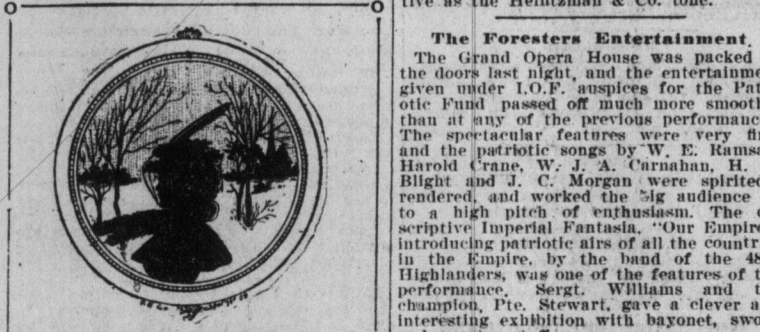 tive as the Heintzman & Co. tone.
The Foresters Entertainment.
The Grand Opera House was packed
the doors last night, and the entertainme
given under I.O.F. auspices for the Pat
otic Fund passed off much more smooth
than at any of the previous performanc
The spectacular features were very fin
and the patriotic songs by W. E. Ramsa
Harold Crane, W. J. A. Carnahan, H.
Blight and J. C. Morgan were spirited
rendered, and worked the big audience
to a high pitch of enthusiasm. The d
scriptive Imperial Fantasia, "Our Empire
introducing patriotic airs of all the countr
in the Empire, by the band of the 48
Highlanders, was one of the features of t
performance. Sergt. Williams and t
champion, Pte. Stewart, gave a clever a
interesting exhibition with bayonet, swo